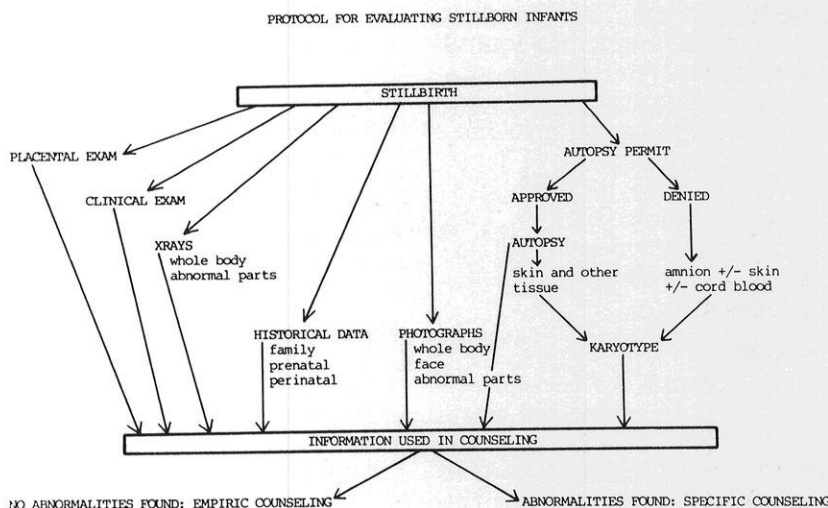 PROTOCOL FOR EVALUATING STILLBORN INFANTS
STILLBIRTH
PLACENTAL EXAM
AUTOPSY PERMIT
CLINICAL EXAM
APPROVED
DENIED
XRAYS
whole body
abnormal parts
AUTOPSY
skin and other
tissue
amnion +/- skin
+/- cord blood
HISTORICAL DATA
family
prenatal
perinatal
PHOTOGRAPHS
whole body
face
abnormal parts
KARYOTYPE
INFORMATION USED IN COUNSELING
NO ABNORMALITIES FOUND: EMPIRIC COUNSELING
ABNORMALITIES FOUND: SPECIFIC COUNSELING